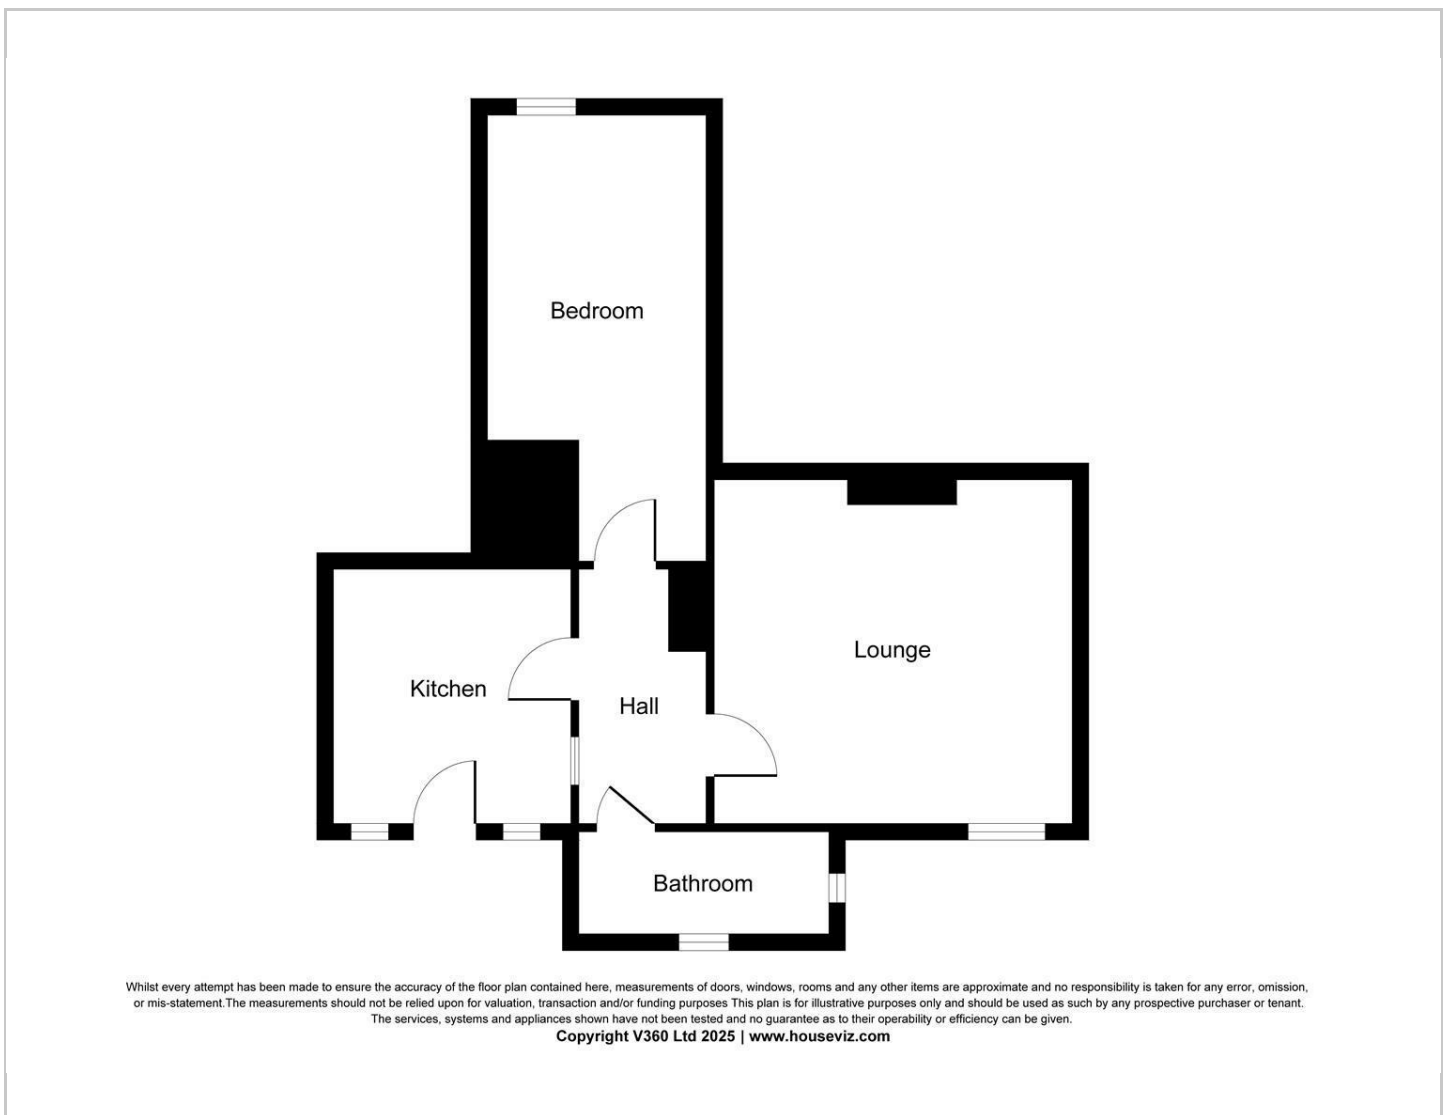 Bedroom
Lounge
Kitchen
Hall
Bathroom
Whilst every attempt has been made to ensure the accuracy of the floor plan contained here, measurements of doors, windows, rooms and any other items are approximate and no responsibility is taken for any error, omission,
or mis-statement.The measurements should not be relied upon for valuation, transaction and/or funding purposes This plan is for illustrative purposes only and should be used as such by any prospective purchaser or tenant.
The services, systems and appliances shown have not been tested and no guarantee as to their operability or efficiency can be given.
Copyright V360 Ltd 2025 | www.houseviz.com